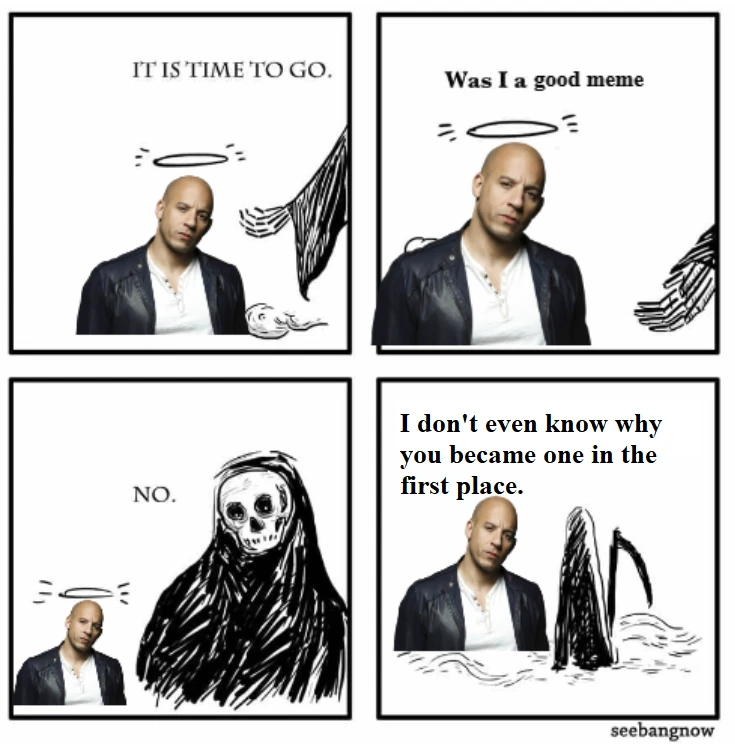 IT IS TIME TO GO.
Was I a good meme
NO.
I don't even know why
you became one in the
first place.
seebangnow